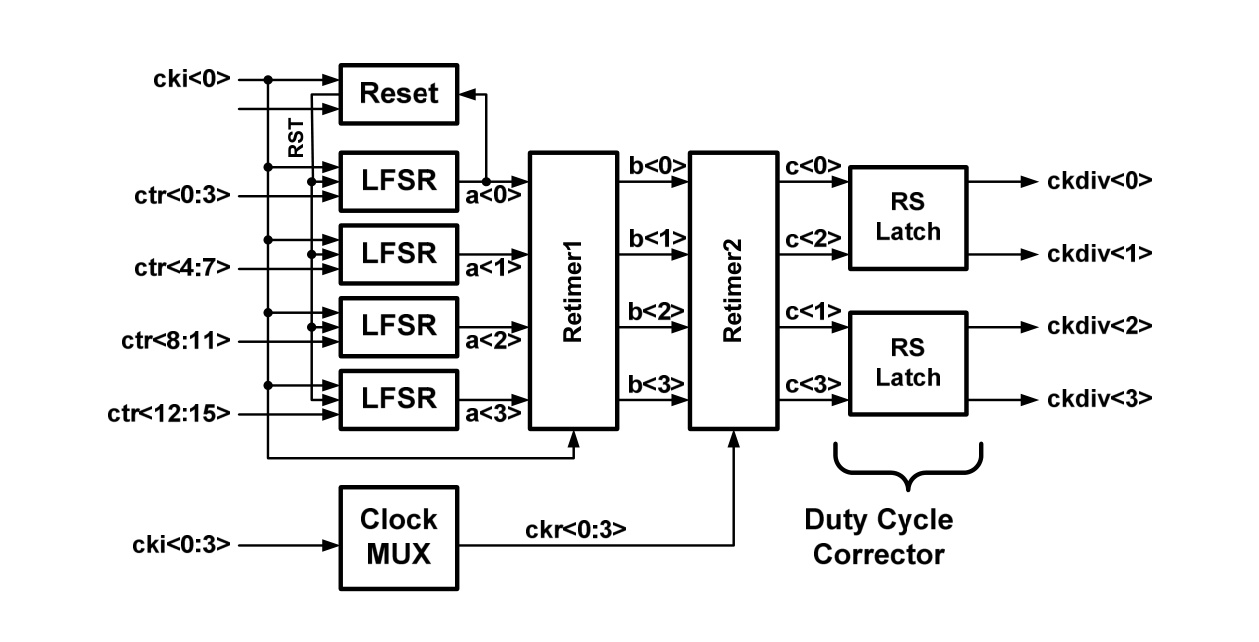 cki<0>
Reset
RST
LFSR
ctr<0:3>
a<0>
LFSR
ctr<4:7>
a<1>
LFSR
ctr<8:11>
a<2>
LFSR
ctr<12:15>
a<3>
Retimer1
b<0>
b<1>
b<2>
b<3>
Retimer2
c<0>
c<2>
c<1>
c<3>
RS
Latch
RS
Latch
ckdiv<0>
ckdiv<1>
ckdiv<2>
ckdiv<3>
cki<0:3>
Clock
MUX
ckr<0:3>
Duty Cycle
Corrector